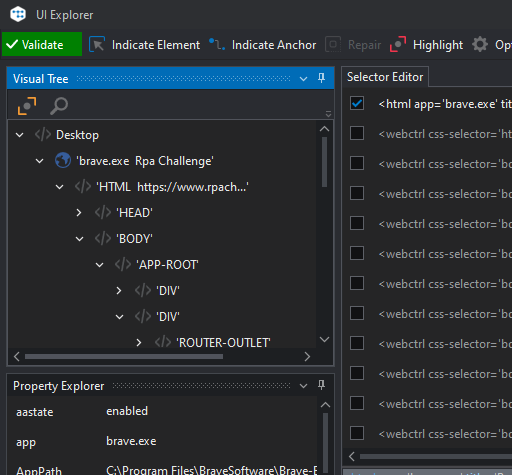 UI Explorer
Validate Indicate Element Indicate Anchor Repair Highlight Opt
Visual Tree
Desktop
'brave.exe Rpa Challenge'
'HTML https://www.rpach...'
'HEAD'
'BODY'
'APP-ROOT'
'DIV'
'DIV'
'ROUTER-OUTLET'
Property Explorer
aastate enabled
app brave.exe
AppPath C:\Program Files\BraveSoftware\Brave-B
Selector Editor
<html app='brave.exe' tit
<webctrl css-selector='ht
<webctrl css-selector='bo
<webctrl css-selector='bo
<webctrl css-selector='bo
<webctrl css-selector='bo
<webctrl css-selector='bo
<webctrl css-selector='bo
<webctrl css-selector='bo
<webctrl css-selector='bo
<webctrl css-selector='bo
<webctrl css-selector='bo